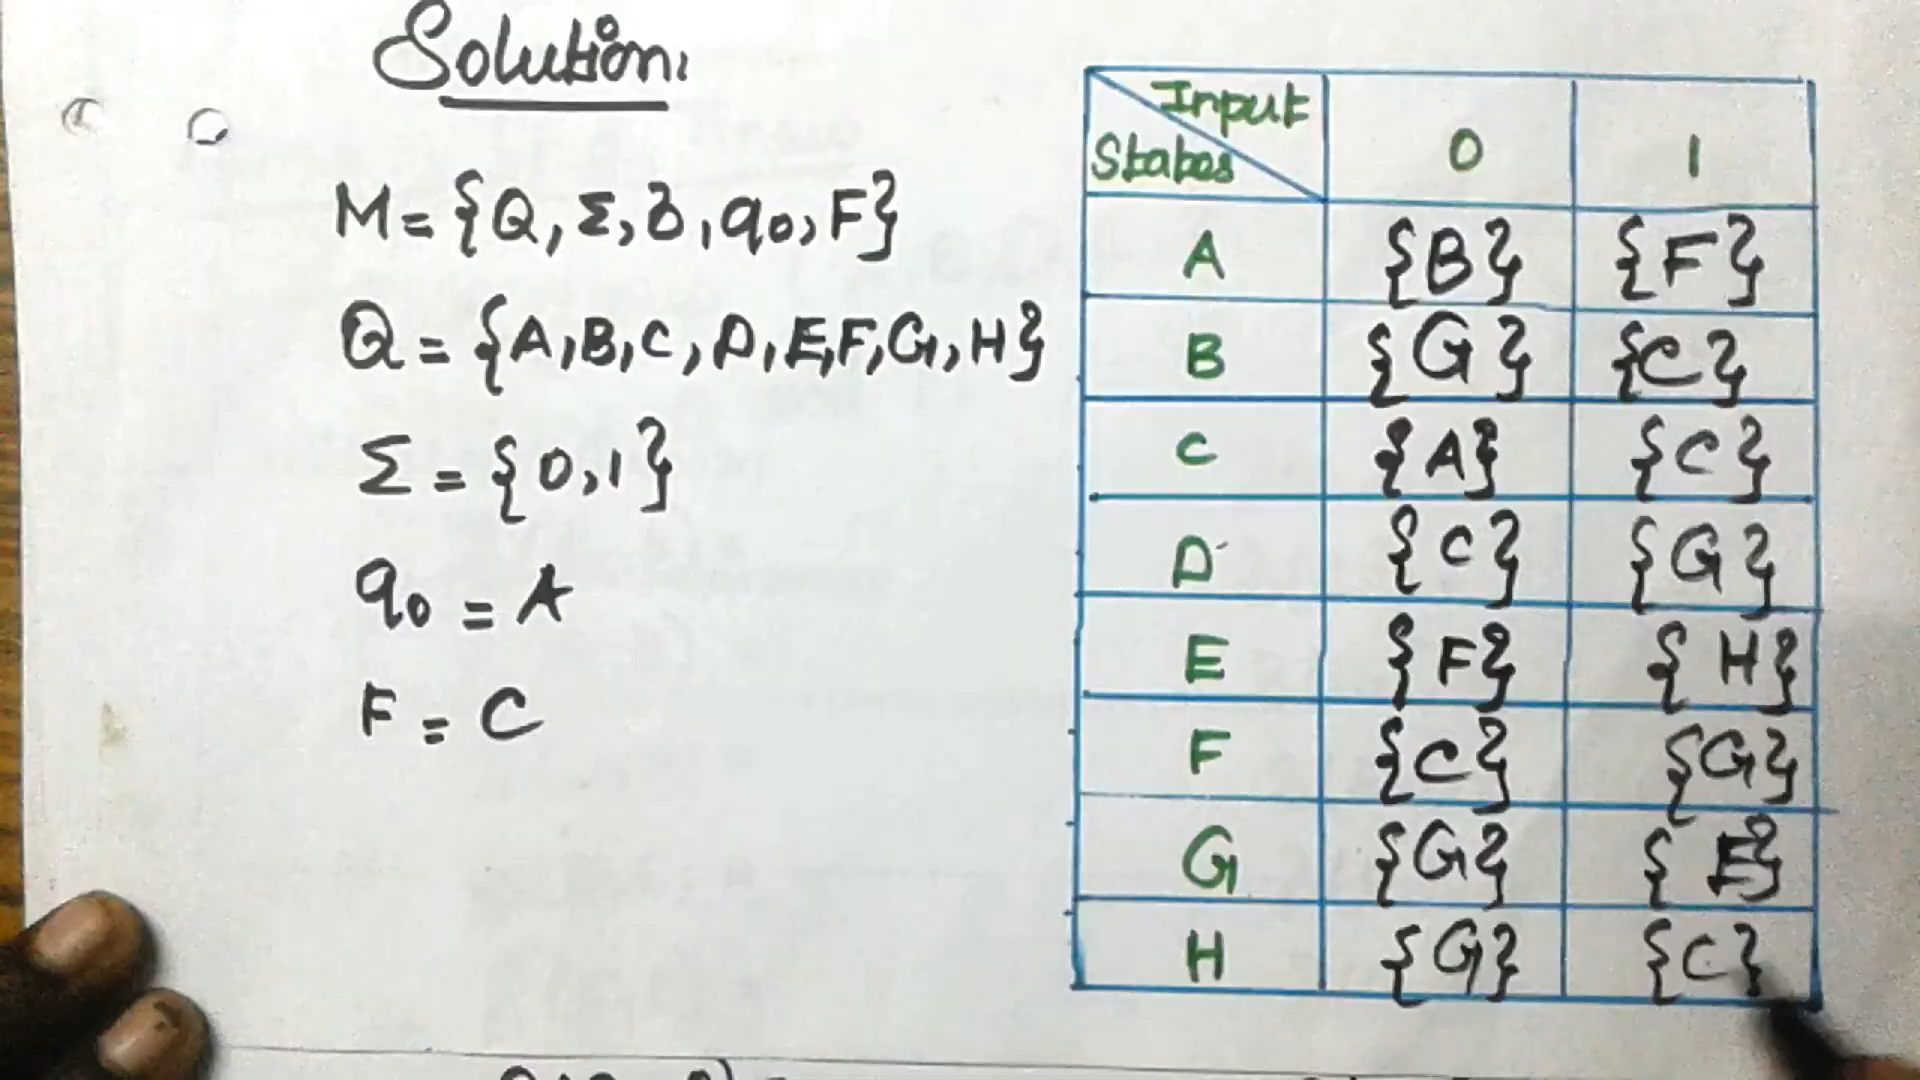 Solution.
M = {Q, Σ, δ, q0, F}
Q = {A, B, C, D, E, F, G, H}
Σ = {0, 1}
q0 = A
F = C
Input
States 0 1
A {B} {F}
B {G} {C}
C {A} {C}
D {C} {G}
E {F} {H}
F {C} {G}
G {G} {E}
H {G} {C}